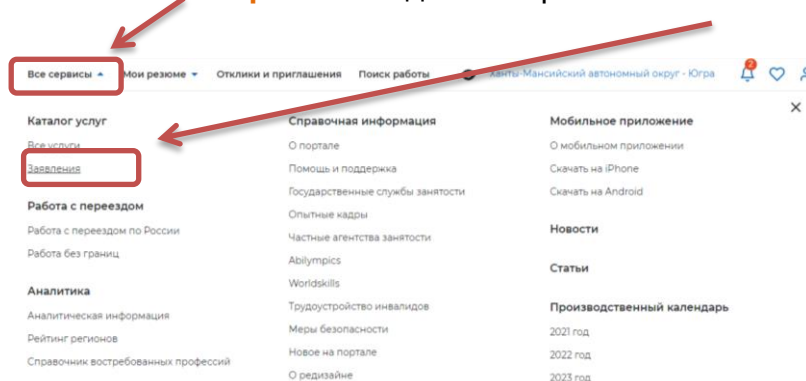 Все сервисы Мои резюме Отклики и приглашения Поиск работы Ханты-Мансийский автономный округ - Югра 2
Каталог услуг
Все услуги
Заявления
Работа с переездом
Работа с переездом по России
Работа без границ
Аналитика
Аналитическая информация
Рейтинг регионов
Справочник востребованных профессий
Справочная информация
О портале
Помощь и поддержка
Государственные службы занятости
Опытные кадры
Частные агентства занятости
Abilympics
Worldskills
Трудоустройство инвалидов
Меры безопасности
Новое на портале
О редизайне
Мобильное приложение
О мобильном приложении
Скачать на iPhone
Скачать на Android
Новости
Статьи
Производственный календарь
2021 год
2022 год
2023 год